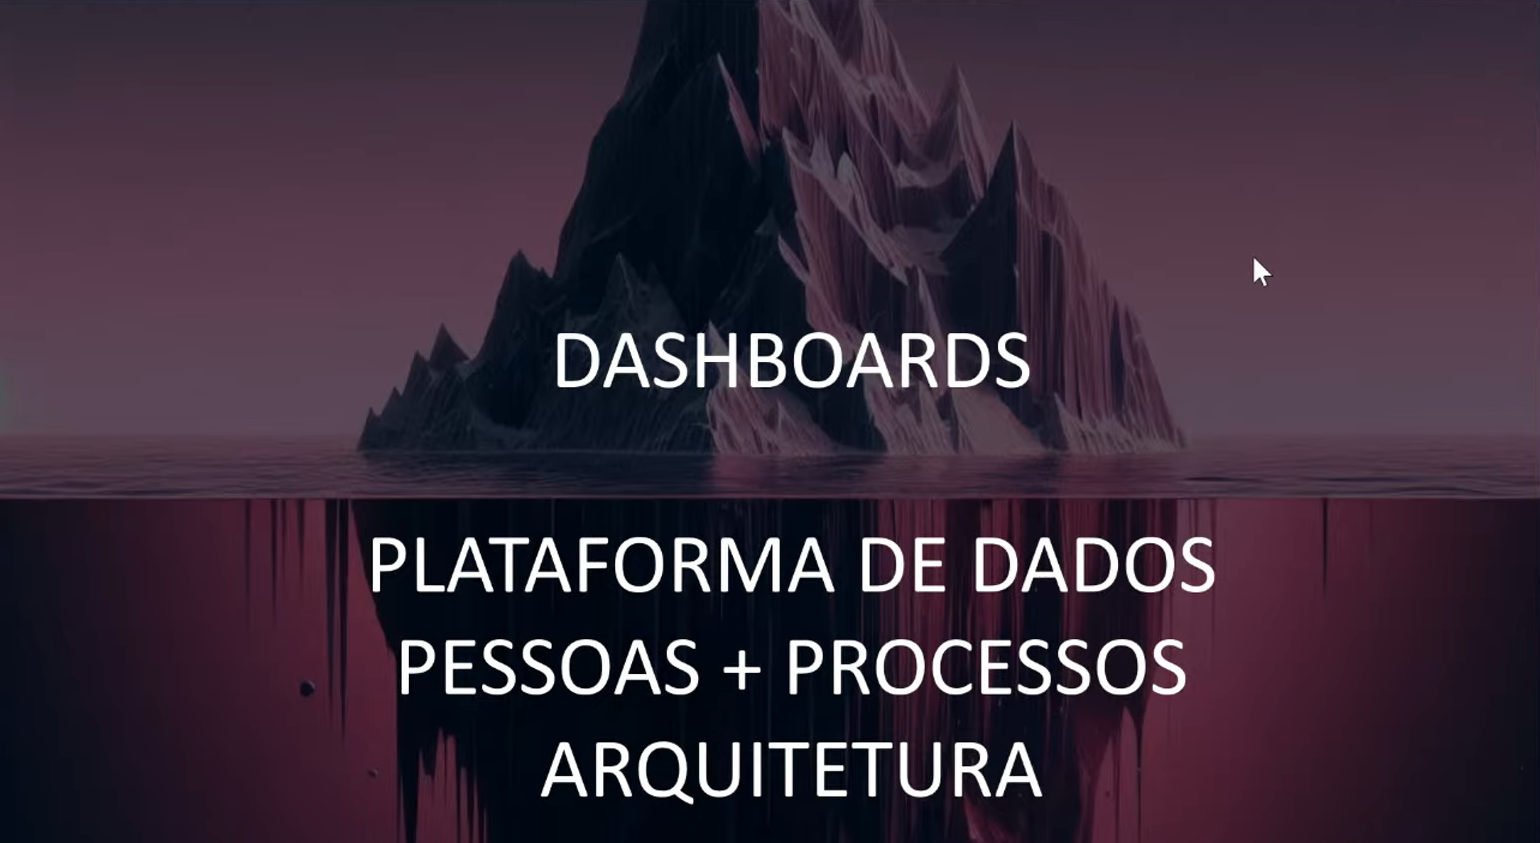 DASHBOARDS
PLATAFORMA DE DADOS
PESSOAS + PROCESSOS
ARQUITETURA